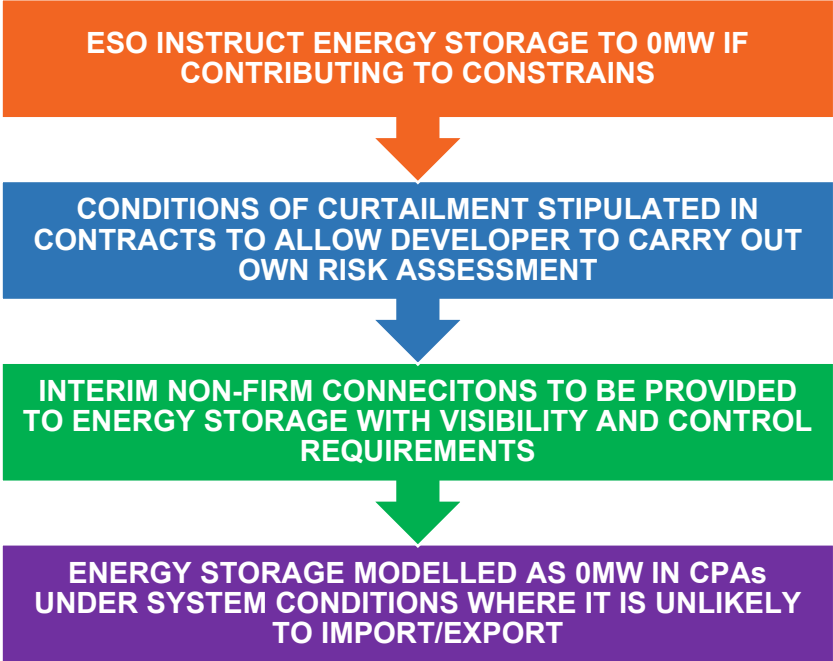 ESO INSTRUCT ENERGY STORAGE TO 0MW IF
CONTRIBUTING TO CONSTRAINS
CONDITIONS OF CURTAILMENT STIPULATED IN
CONTRACTS TO ALLOW DEVELOPER TO CARRY OUT
OWN RISK ASSESSMENT
INTERIM NON-FIRM CONNECITONS TO BE PROVIDED
TO ENERGY STORAGE WITH VISIBILITY AND CONTROL
REQUIREMENTS
ENERGY STORAGE MODELLED AS 0MW IN CPAs
UNDER SYSTEM CONDITIONS WHERE IT IS UNLIKELY
TO IMPORT/EXPORT